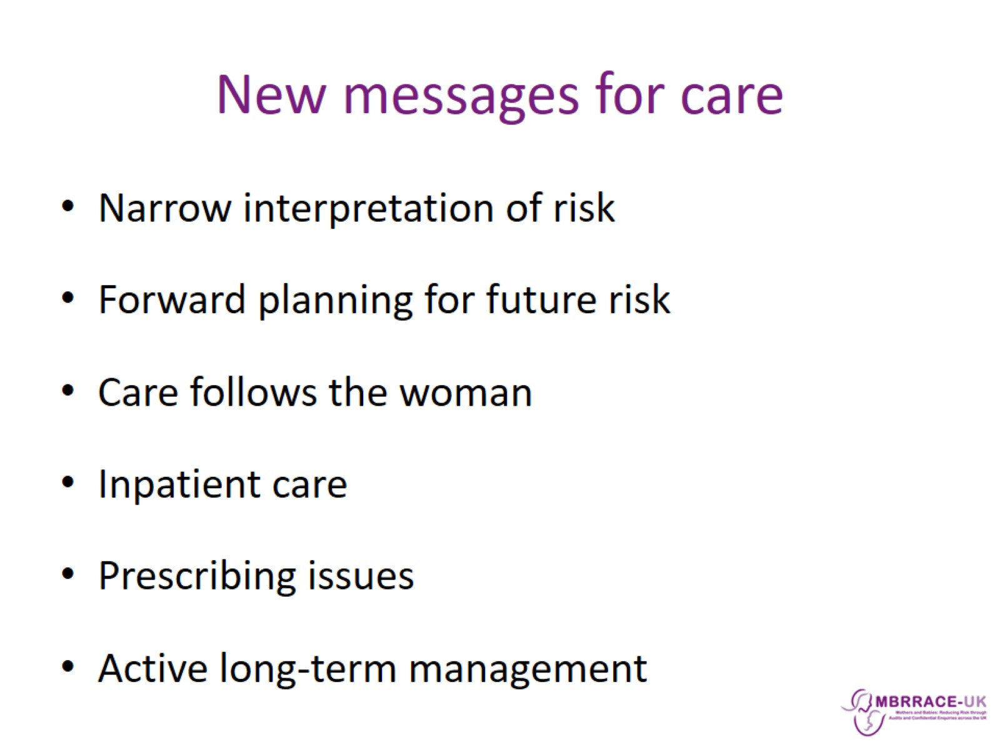 New messages for care
• Narrow interpretation of risk
• Forward planning for future risk
• Care follows the woman
• Inpatient care
• Prescribing issues
• Active long-term management
MBRRACE-UK
Mothers and Babies: Reducing Risk through
Audits and Confidential Enquiries across the UK